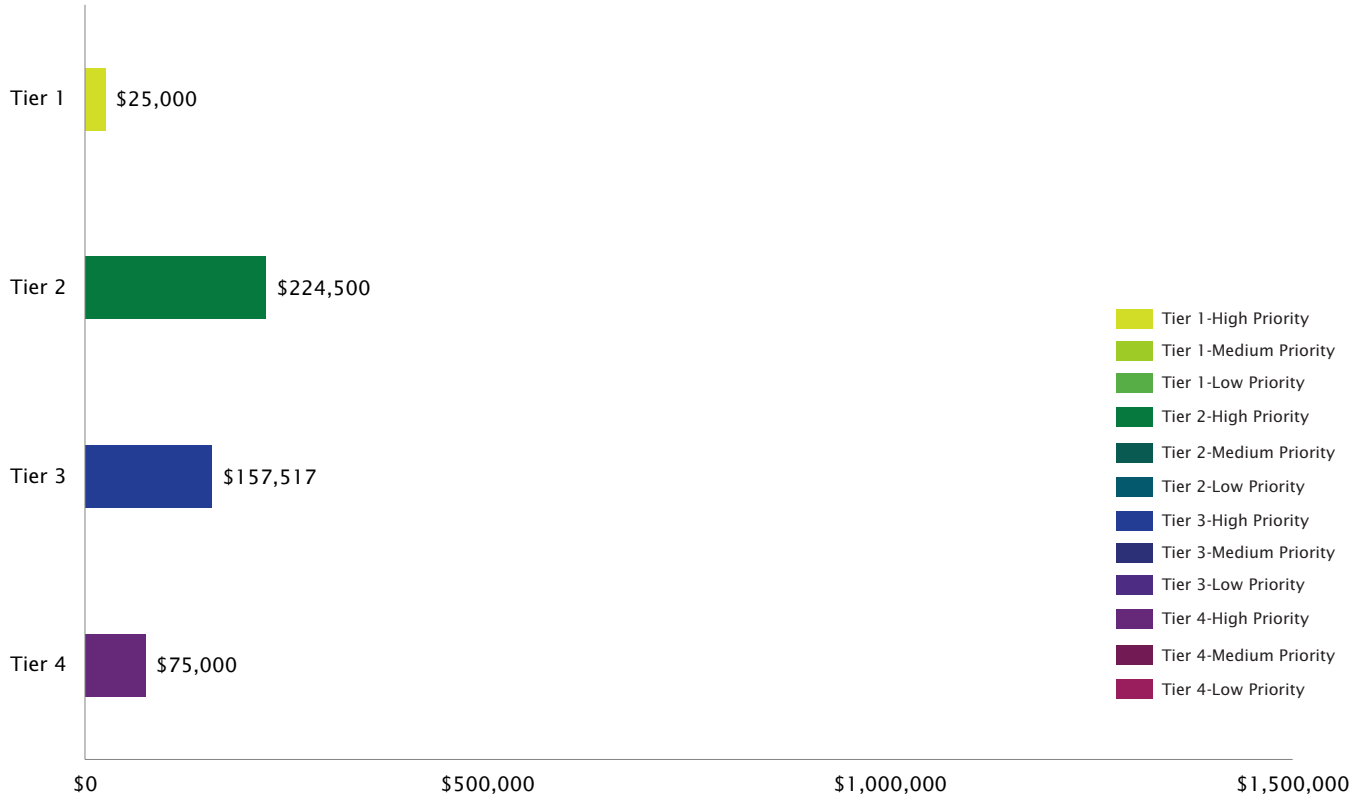 Tier 1
$25,000
Tier 2
$224,500
Tier 3
$157,517
Tier 4
$75,000
Tier 1-High Priority
Tier 1-Medium Priority
Tier 1-Low Priority
Tier 2-High Priority
Tier 2-Medium Priority
Tier 2-Low Priority
Tier 3-High Priority
Tier 3-Medium Priority
Tier 3-Low Priority
Tier 4-High Priority
Tier 4-Medium Priority
Tier 4-Low Priority
$0 $500,000 $1,000,000 $1,500,000